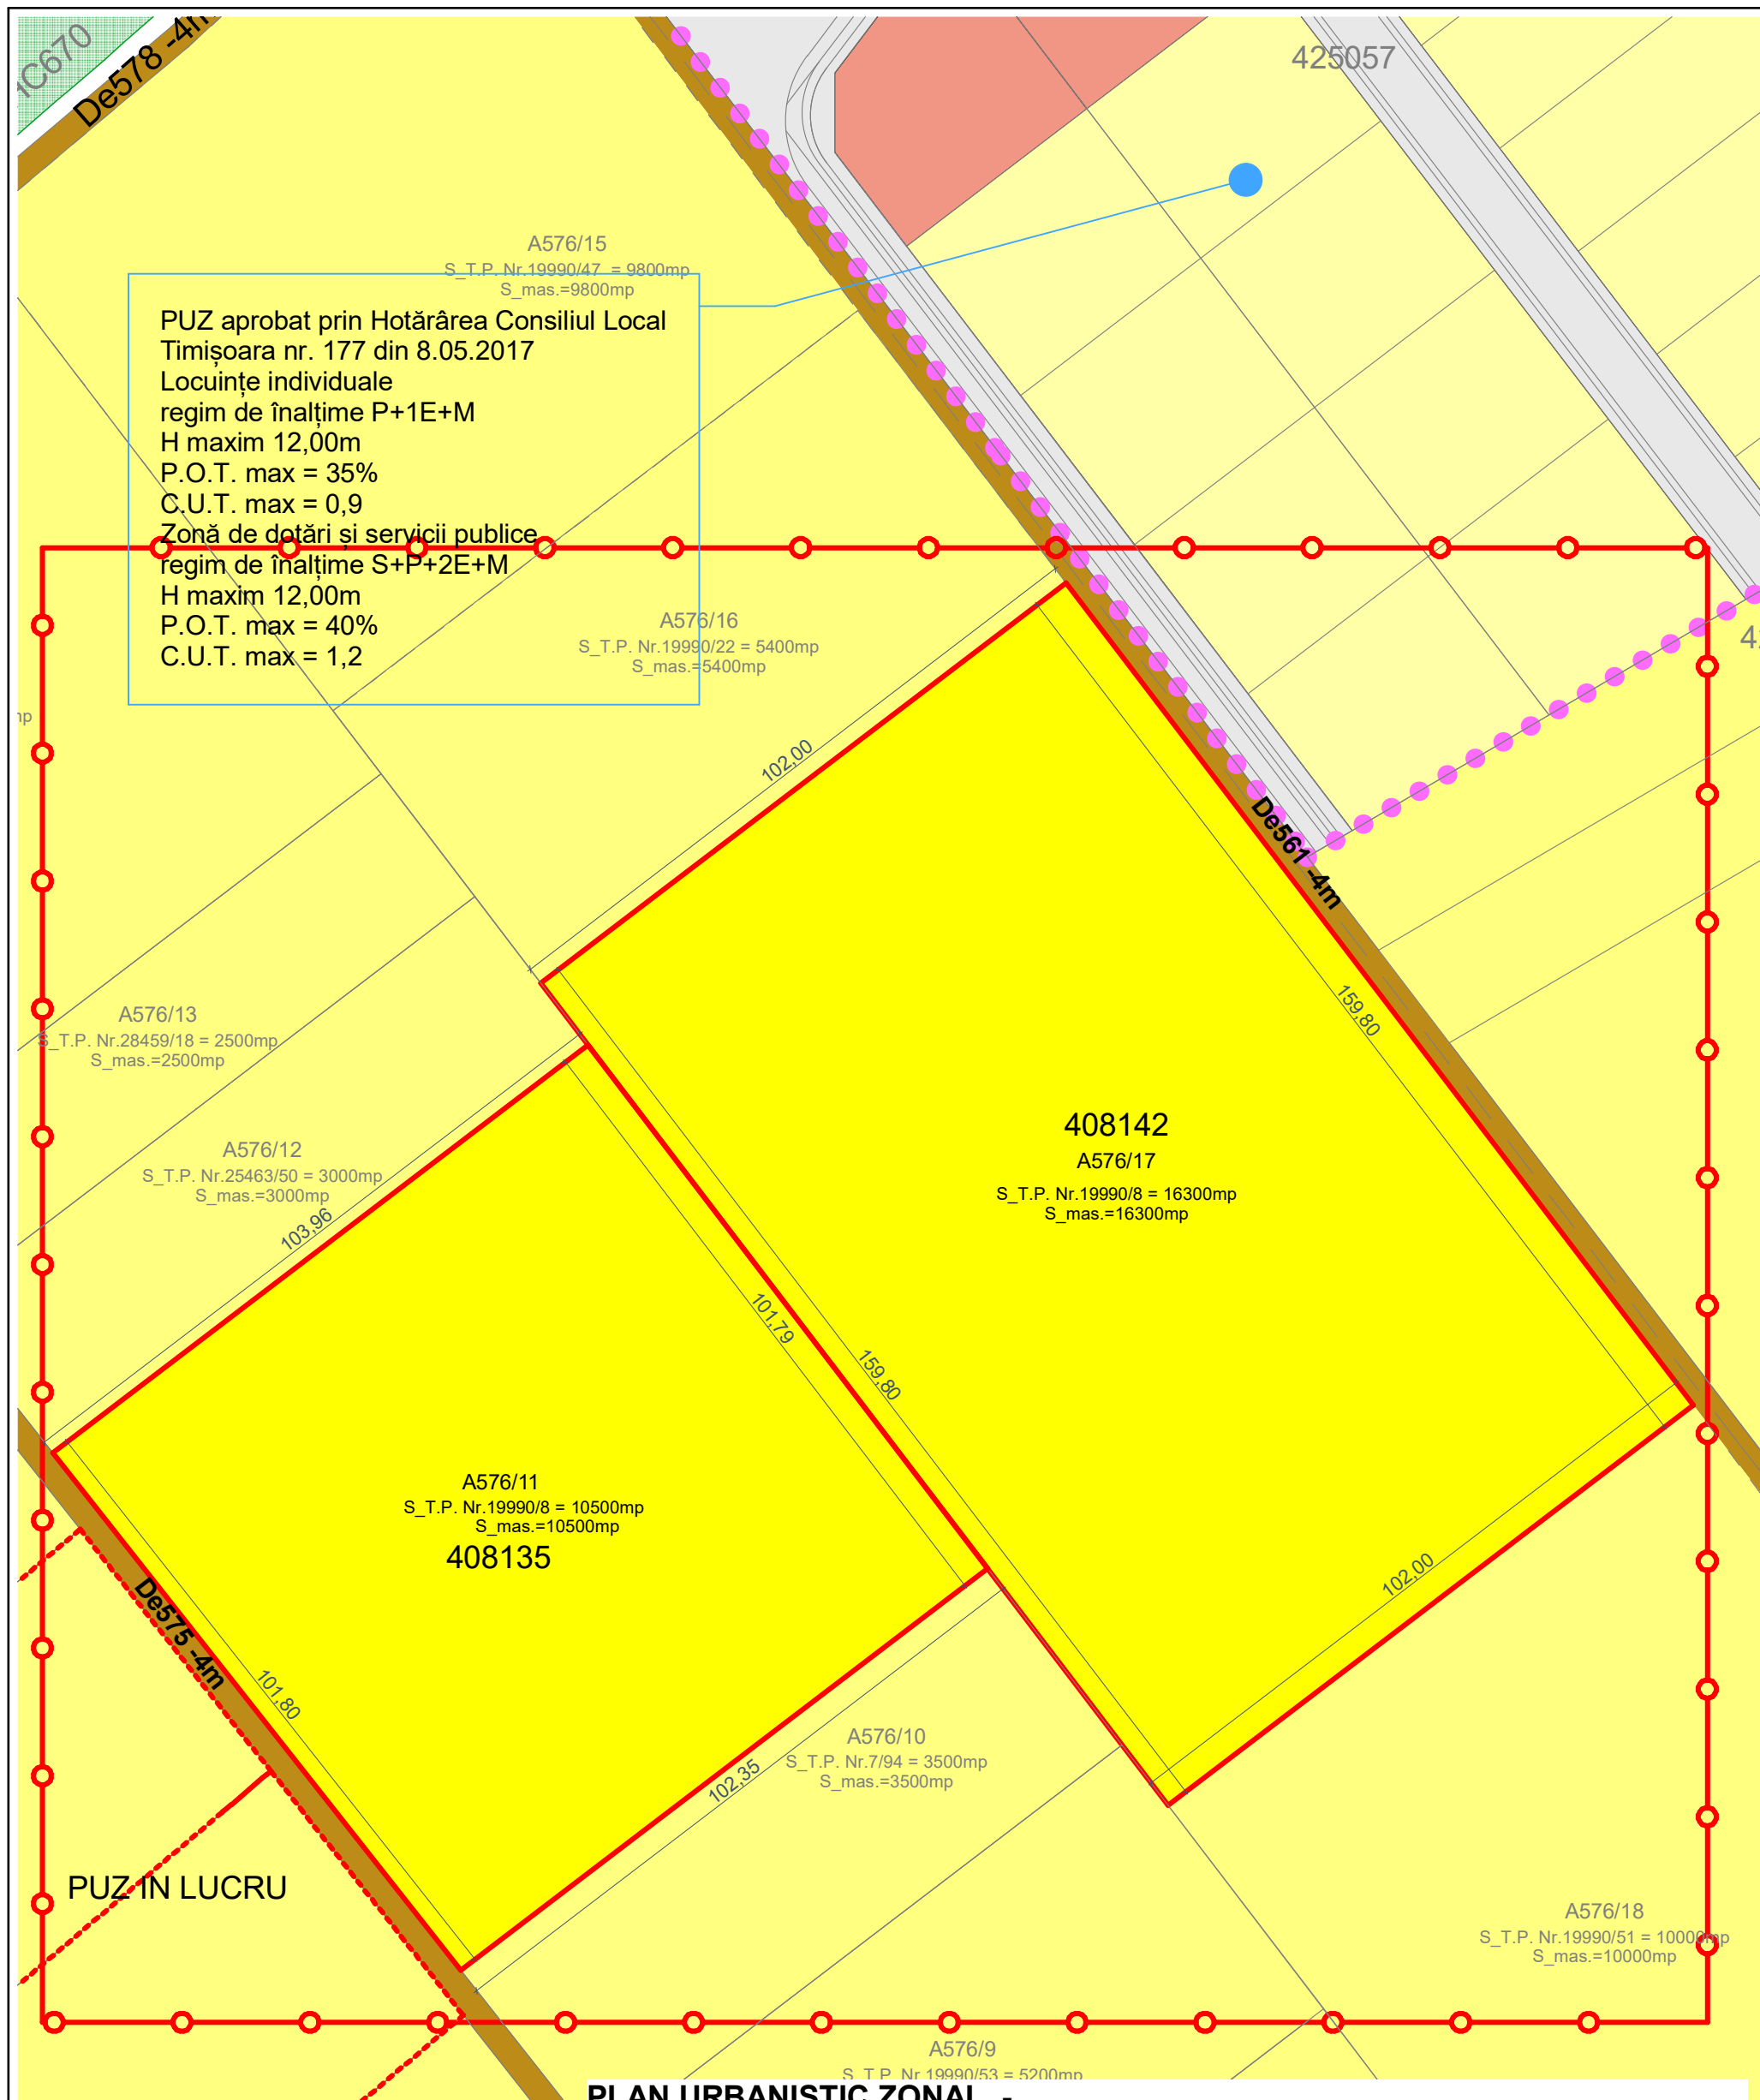 De578 -4m
425057
A576/15
S_T.P. Nr.19990/47 = 9800mp
S_mas.=9800mp
PUZ aprobat prin Hotărârea Consiliul Local
Timișoara nr. 177 din 8.05.2017
Locuințe individuale
regim de înalțime P+1E+M
H maxim 12,00m
P.O.T. max = 35%
C.U.T. max = 0,9
Zonă de dotări și servicii publice
regim de înalțime S+P+2E+M
H maxim 12,00m
P.O.T. max = 40%
C.U.T. max = 1,2
A576/16
S_T.P. Nr.19990/22 = 5400mp
S_mas.=5400mp
102,00
De561 -4m
A576/13
S_T.P. Nr.28459/18 = 2500mp
S_mas.=2500mp
159,80
408142
A576/17
S_T.P. Nr.19990/8 = 16300mp
S_mas.=16300mp
A576/12
S_T.P. Nr.25463/50 = 3000mp
S_mas.=3000mp
103,96
101,79
159,80
A576/11
S_T.P. Nr.19990/8 = 10500mp
S_mas.=10500mp
408135
102,00
De575 -4m
101,80
A576/10
S_T.P. Nr.7/94 = 3500mp
S_mas.=3500mp
102,35
PUZ IN LUCRU
A576/18
S_T.P. Nr.19990/51 = 10000mp
S_mas.=10000mp
A576/9
S_T.P. Nr.19990/53 = 5200mp
PLAN URBANISTIC ZONAL -